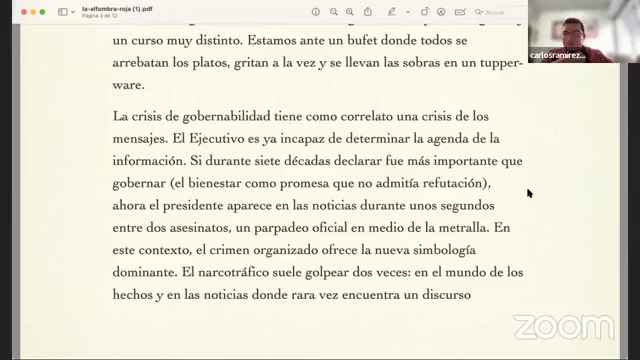 la-alfombra-roja (1).pdf
Página 3 de 12
Buscar
un curso muy distinto. Estamos ante un bufet donde todos se
arrebatan los platos, gritan a la vez y se llevan las sobras en un tupper-
ware.
La crisis de gobernabilidad tiene como correlato una crisis de los
mensajes. El Ejecutivo es ya incapaz de determinar la agenda de la
información. Si durante siete décadas declarar fue más importante que
gobernar (el bienestar como promesa que no admitía refutación),
ahora el presidente aparece en las noticias durante unos segundos
entre dos asesinatos, un parpadeo oficial en medio de la metralla. En
este contexto, el crimen organizado ofrece la nueva simbología
dominante. El narcotráfico suele golpear dos veces: en el mundo de los
hechos y en las noticias donde rara vez encuentra un discurso
carlosramirez...
zoom